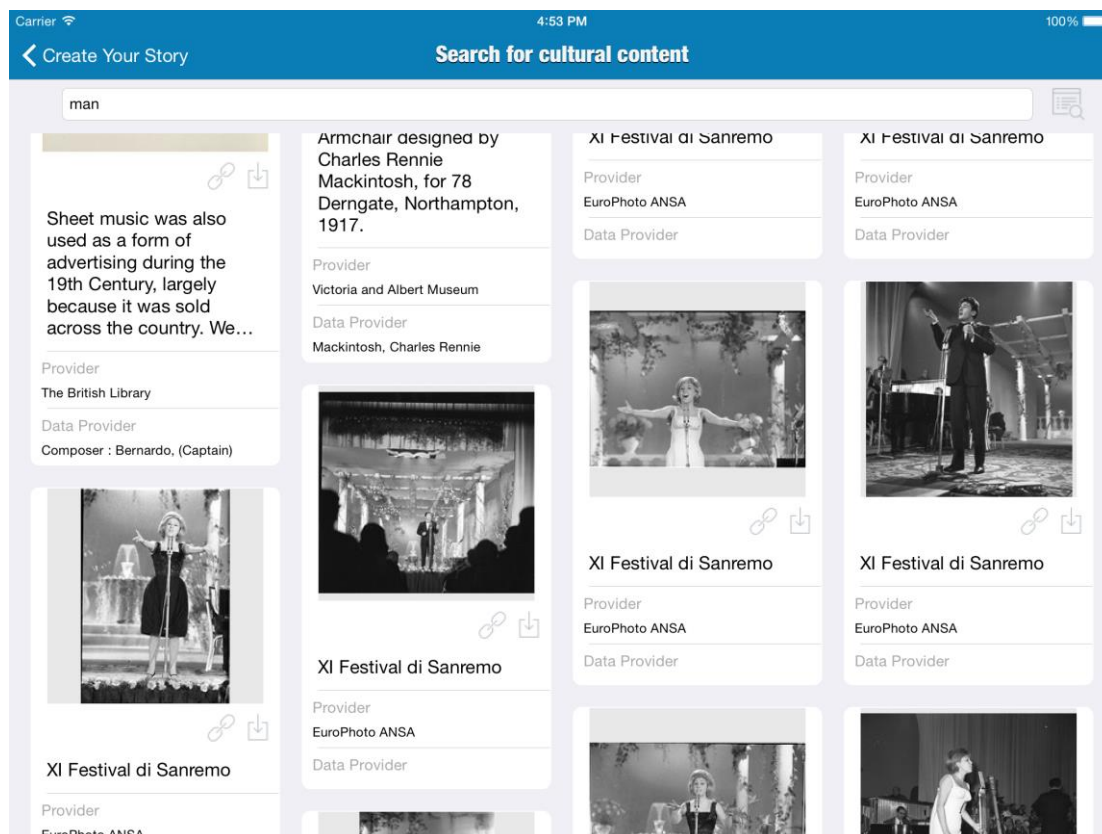 Carrier
4:53 PM
100%
Create Your Story
Search for cultural content
man
Sheet music was also
used as a form of
advertising during the
19th Century, largely
because it was sold
across the country. We...
Provider
The British Library
Data Provider
Composer : Bernardo, (Captain)
XI Festival di Sanremo
Provider
EuroPhoto ANSA
Armchair designed by
Charles Rennie
Mackintosh, for 78
Derngate, Northampton,
1917.
Provider
Victoria and Albert Museum
Data Provider
Mackintosh, Charles Rennie
XI Festival di Sanremo
Provider
EuroPhoto ANSA
Data Provider
XI Festival di Sanremo
Provider
EuroPhoto ANSA
Data Provider
XI Festival di Sanremo
Provider
EuroPhoto ANSA
Data Provider
XI Festival di Sanremo
Provider
EuroPhoto ANSA
Data Provider
XI Festival di Sanremo
Provider
EuroPhoto ANSA
Data Provider